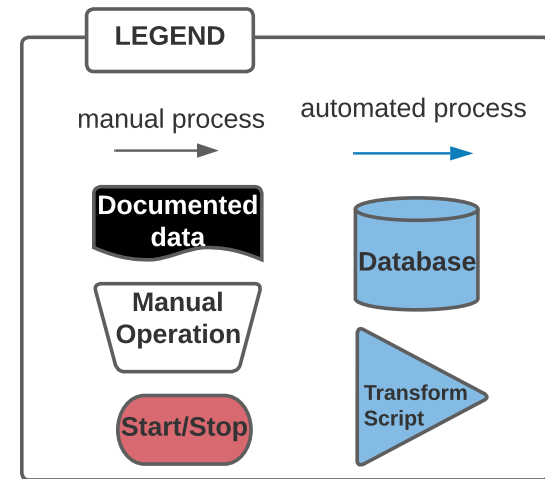 LEGEND
manual process
automated process
Documented
data
Database
Manual
Operation
Transform
Script
Start/Stop